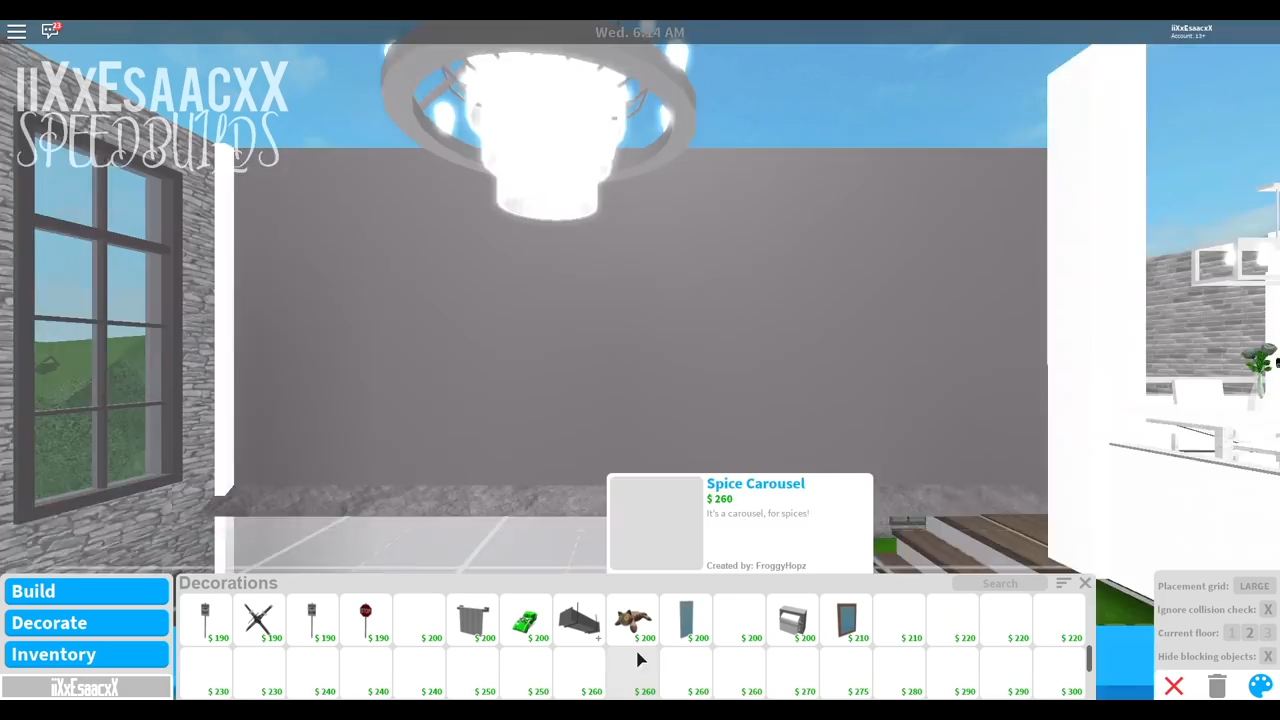 23
Wed. 6:14 AM
iiXxEsaacxX
Account: 13+
iiXxEsaacxX
SPEEDBUILDS
Spice Carousel
$ 260
It's a carousel, for spices!
Created by: FroggyHopz
Build
Decorate
Inventory
iiXxEsaacxX
Decorations
Search
$ 190 $ 190 $ 190 $ 190 $ 200 $ 200 $ 200 + $ 200 $ 200 $ 200 $ 200 $ 210 $ 210 $ 220 $ 220 $ 220
$ 230 $ 230 $ 240 $ 240 $ 240 $ 250 $ 250 $ 260 $ 260 $ 260 $ 260 $ 270 $ 275 $ 280 $ 290 $ 290 $ 300
Placement grid: LARGE
Ignore collision check: X
Current floor: 1 2 3
Hide blocking objects: X